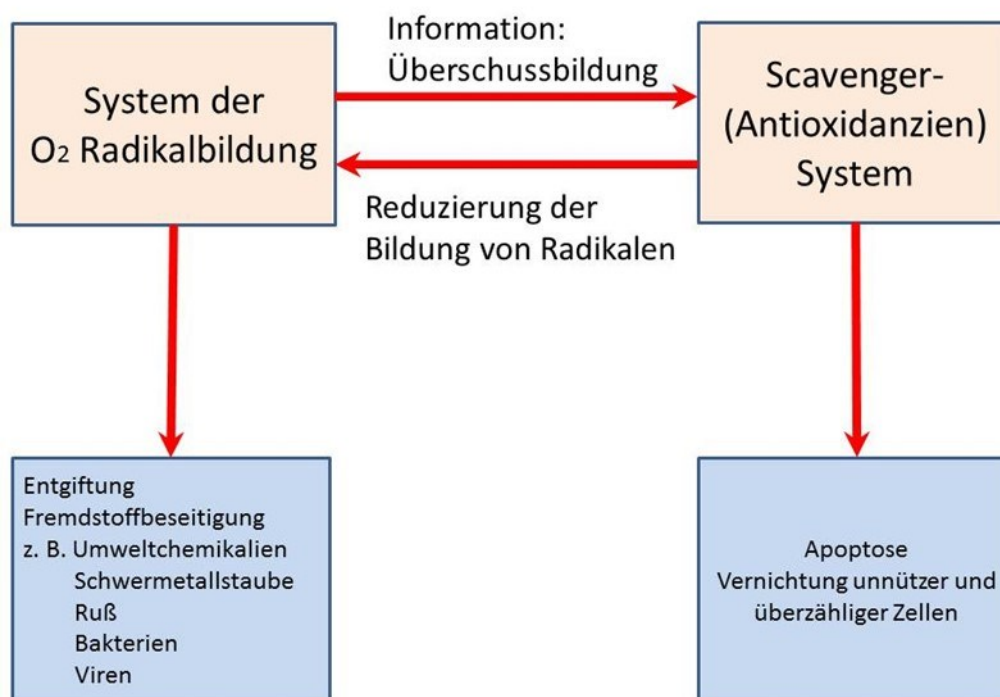 System der
O₂ Radikalbildung
Information:
Überschussbildung
Scavenger-
(Antioxidanzien)
System
Reduzierung der
Bildung von Radikalen
Entgiftung
Fremdstoffbeseitigung
z. B. Umweltchemikalien
Schwermetallstaube
Ruß
Bakterien
Viren
Apoptose
Vernichtung unnützer und
überzähliger Zellen